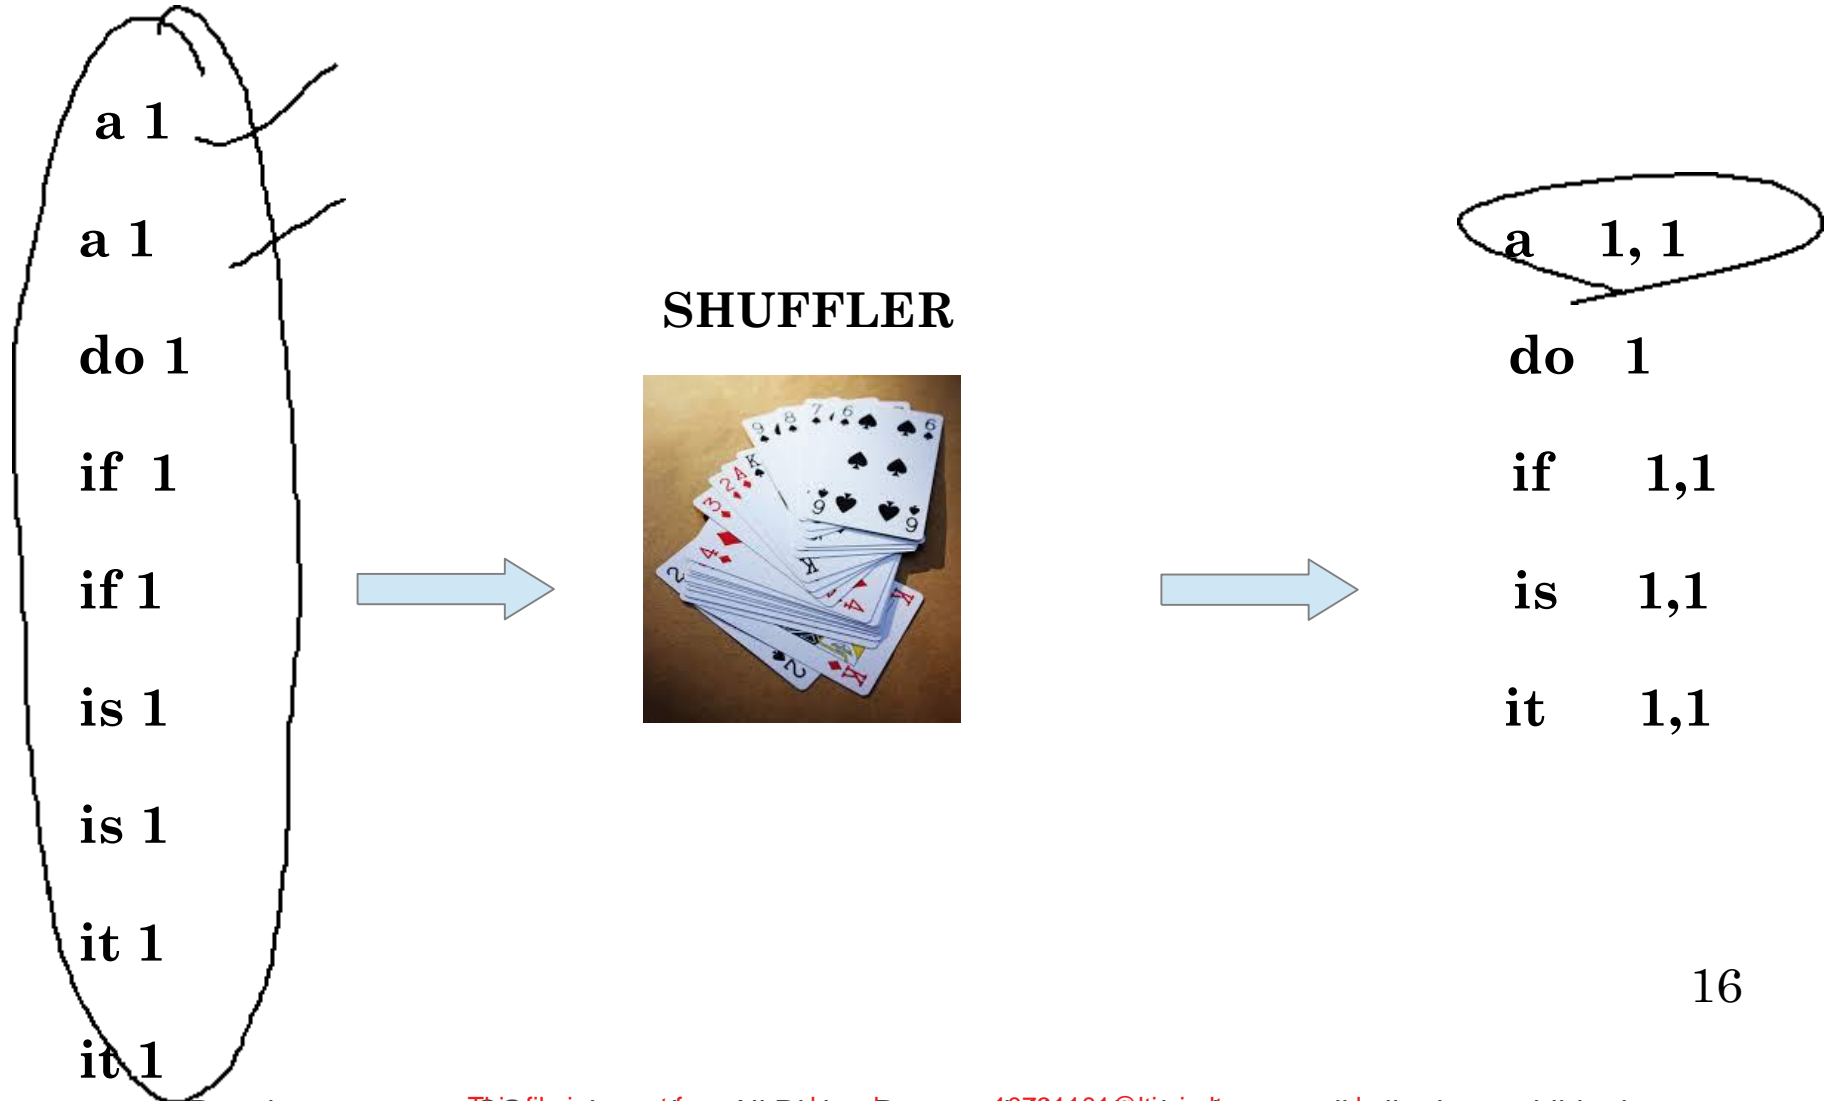 a 1
a 1
do 1
if 1
if 1
is 1
is 1
it 1
it 1
SHUFFLER
a 1, 1
do 1
if 1,1
is 1,1
it 1,1
16